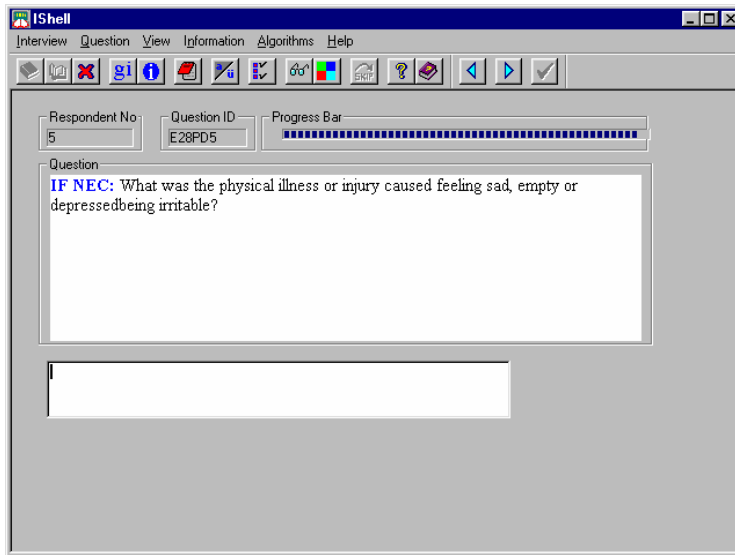 IShell
Interview Question View Information Algorithms Help
gi i a/ü SKIP ?
Respondent No Question ID Progress Bar
5 E28PD5
Question
IF NEC: What was the physical illness or injury caused feeling sad, empty or
depressedbeing irritable?